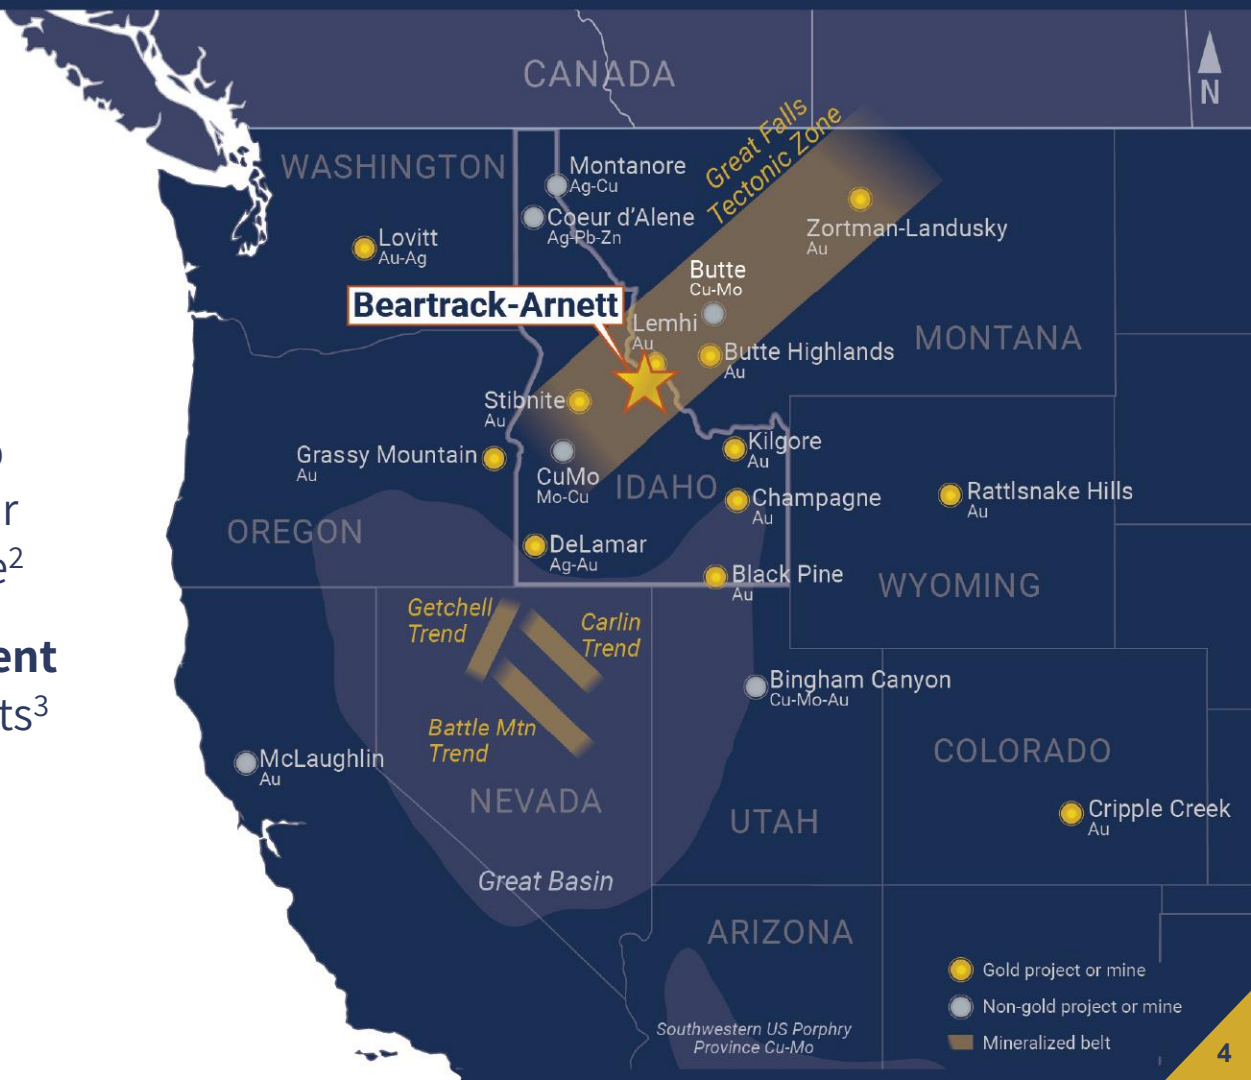 CANADA
N
Great Falls
Tectonic Zone
WASHINGTON
Montanore
Ag-Cu
Coeur d’Alene
Ag-Pb-Zn
Zortman-Landusky
Au
Lovitt
Au-Ag
Butte
Cu-Mo
Beartrack-Arnett
Lemhi
Au
MONTANA
Butte Highlands
Au
Stibnite
Au
Grassy Mountain
Au
Kilgore
Au
CuMo
Mo-Cu
IDAHO
Champagne
Au
Rattlsnake Hills
Au
r
e2
OREGON
DeLamar
Ag-Au
Black Pine
Au
WYOMING
Getchell
Trend
Carlin
Trend
ent
ts3
Bingham Canyon
Cu-Mo-Au
Battle Mtn
Trend
McLaughlin
Au
COLORADO
NEVADA
UTAH
Cripple Creek
Au
Great Basin
ARIZONA
Gold project or mine
Non-gold project or mine
Mineralized belt
Southwestern US Porphry
Province Cu-Mo
4